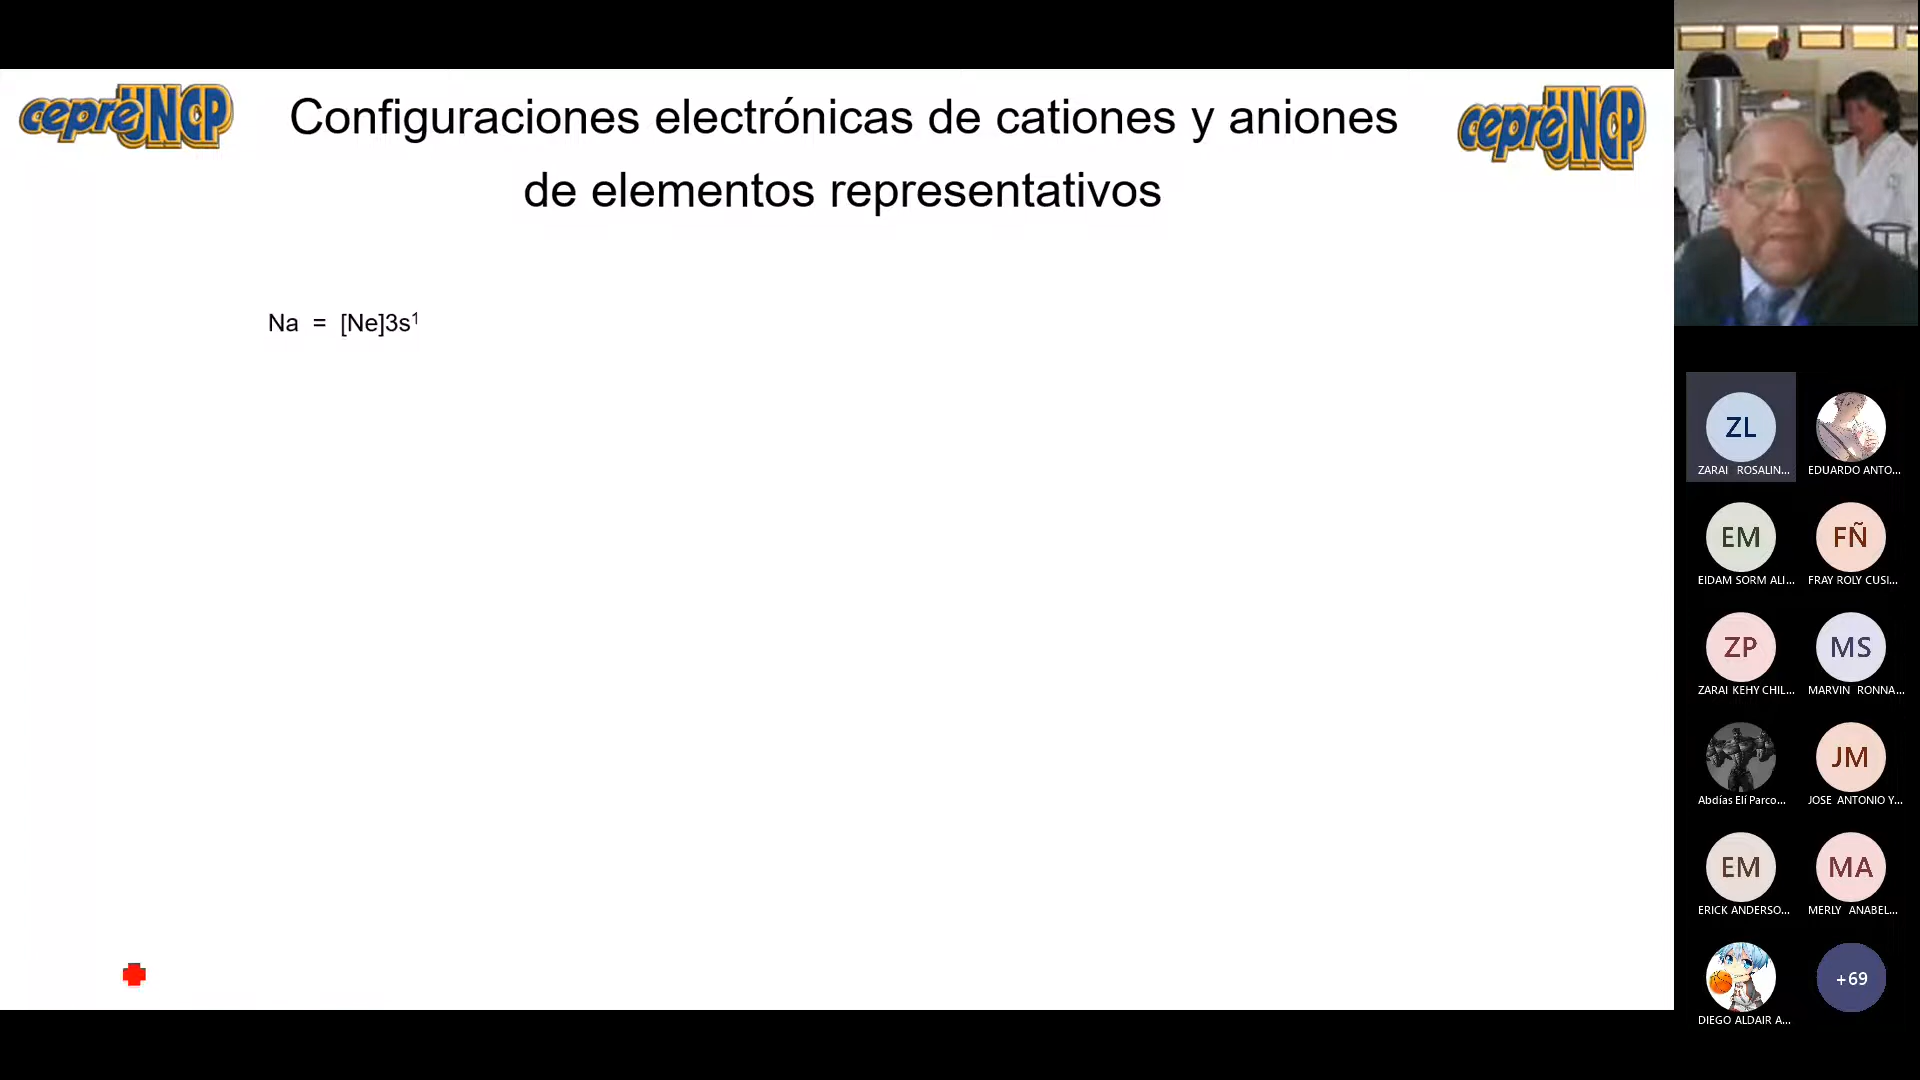 cepreUNCP
Configuraciones electrónicas de cationes y aniones
de elementos representativos
cepreUNCP
Na = [Ne]3s¹
ZL
ZARAI ROSALIN...
EDUARDO ANTO...
EM
EIDAM SORM ALI...
FÑ
FRAY ROLY CUSI...
ZP
ZARAI KEHY CHIL...
MS
MARVIN RONNA...
Abdías Elí Parco...
JM
JOSE ANTONIO Y...
EM
ERICK ANDERSO...
MA
MERLY ANABEL...
DIEGO ALDAIR A...
+69